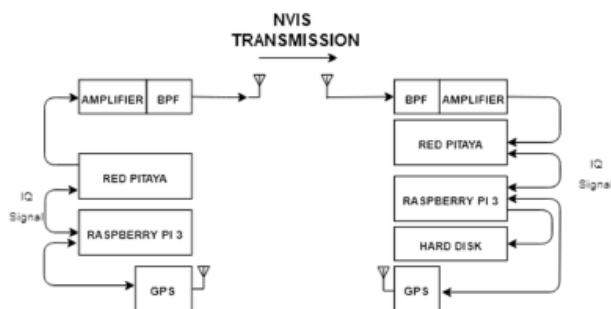 NVIS
TRANSMISSION
AMPLIFIER BPF
BPF AMPLIFIER
RED PITAYA
RED PITAYA
IQ
Signal
IQ
Signal
RASPBERRY PI 3
RASPBERRY PI 3
HARD DISK
GPS
GPS